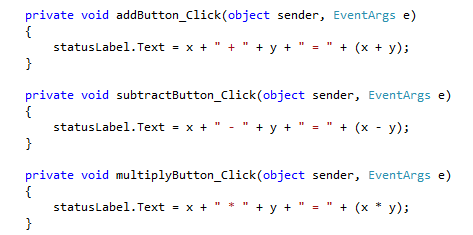 private void addButton_Click(object sender, EventArgs e)
{
    statusLabel.Text = x + " + " + y + " = " + (x + y);
}
private void subtractButton_Click(object sender, EventArgs e)
{
    statusLabel.Text = x + " - " + y + " = " + (x - y);
}
private void multiplyButton_Click(object sender, EventArgs e)
{
    statusLabel.Text = x + " * " + y + " = " + (x * y);
}